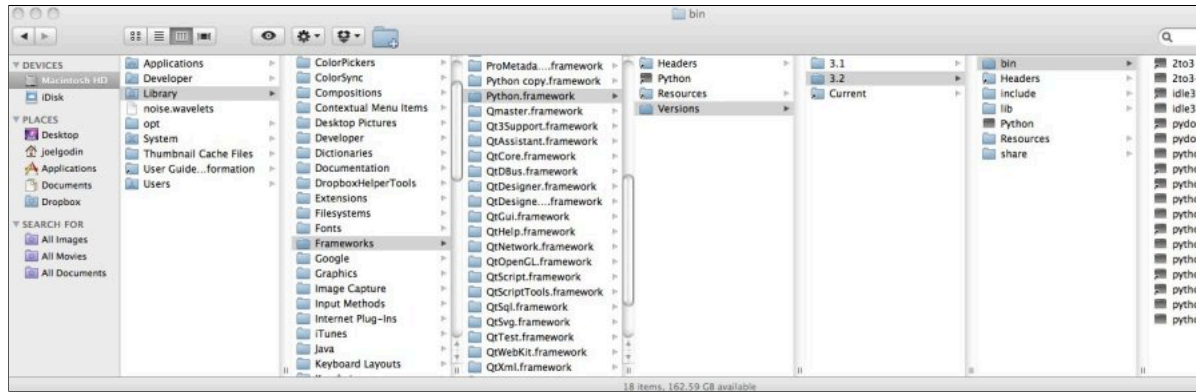 bin
DEVICES
Macintosh HD
iDisk
PLACES
Desktop
joelgodin
Applications
Documents
Dropbox
SEARCH FOR
All Images
All Movies
All Documents
Applications
Developer
Library
noise.wavelets
opt
System
Thumbnail Cache Files
User Guide...formation
Users
ColorPickers
ColorSync
Compositions
Contextual Menu Items
Desktop Pictures
Developer
Dictionaries
Documentation
DropboxHelperTools
Extensions
Filesystems
Fonts
Frameworks
Google
Graphics
Image Capture
Input Methods
Internet Plug-Ins
iTunes
Java
Keyboard Layouts
ProMetada....framework
Python copy.framework
Python.framework
Qmaster.framework
Qt3Support.framework
QtAssistant.framework
QtCore.framework
QtDBus.framework
QtDesigner.framework
QtDesigne....framework
QtGui.framework
QtHelp.framework
QtNetwork.framework
QtOpenGL.framework
QtScript.framework
QtScriptTools.framework
QtSql.framework
QtSvg.framework
QtTest.framework
QtWebKit.framework
QtXml.framework
Headers
Python
Resources
Versions
3.1
3.2
Current
bin
Headers
include
lib
Python
Resources
share
2to3
2to3
idle3
idle3
pydo
pydo
18 items, 162.59 GB available